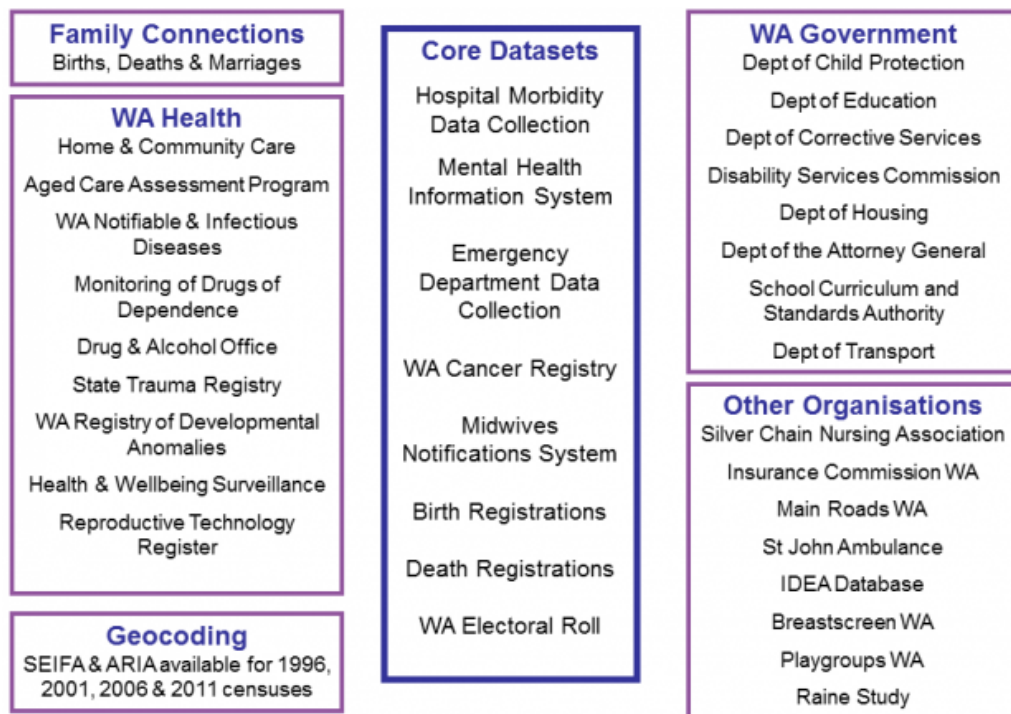 Family Connections
Births, Deaths & Marriages
WA Health
Home & Community Care
Aged Care Assessment Program
WA Notifiable & Infectious
Diseases
Monitoring of Drugs of
Dependence
Drug & Alcohol Office
State Trauma Registry
WA Registry of Developmental
Anomalies
Health & Wellbeing Surveillance
Reproductive Technology
Register
Geocoding
SEIFA & ARIA available for 1996,
2001, 2006 & 2011 censuses
Core Datasets
Hospital Morbidity
Data Collection
Mental Health
Information System
Emergency
Department Data
Collection
WA Cancer Registry
Midwives
Notifications System
Birth Registrations
Death Registrations
WA Electoral Roll
WA Government
Dept of Child Protection
Dept of Education
Dept of Corrective Services
Disability Services Commission
Dept of Housing
Dept of the Attorney General
School Curriculum and
Standards Authority
Dept of Transport
Other Organisations
Silver Chain Nursing Association
Insurance Commission WA
Main Roads WA
St John Ambulance
IDEA Database
Breastscreen WA
Playgroups WA
Raine Study